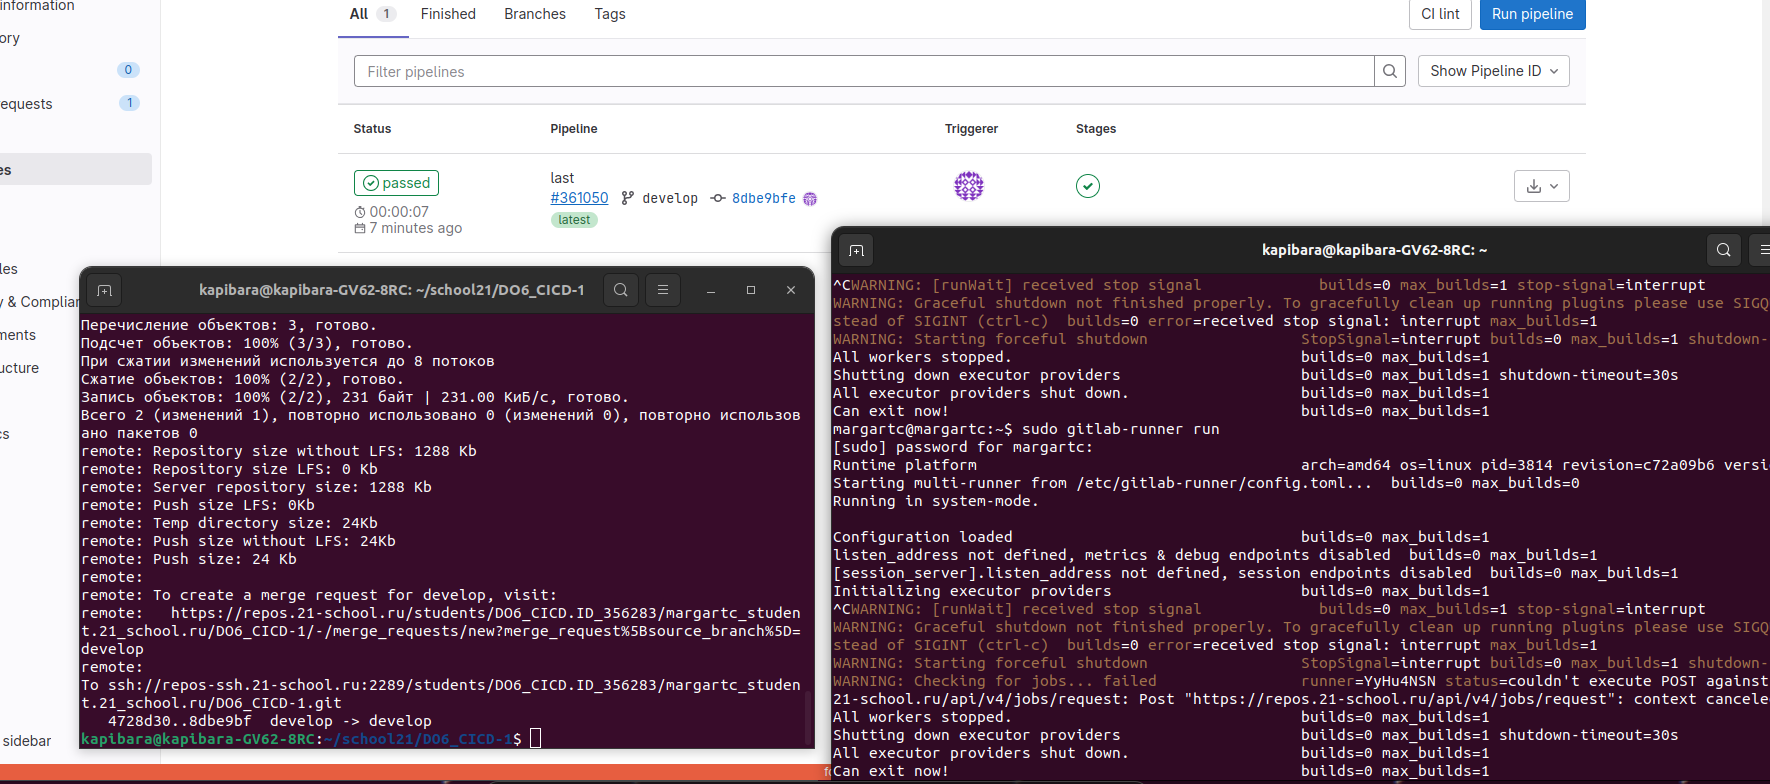 information
All 1 Finished Branches Tags CI lint Run pipeline
ory
0
Filter pipelines Show Pipeline ID
equests 1
Status Pipeline Triggerer Stages
es
passed last
#361050 develop 8dbe9bfe
00:00:07 latest
7 minutes ago
les
y & Complian
ments
ucture
cs
sidebar
kapibara@kapibara-GV62-8RC: ~/school21/DO6_CICD-1
Перечисление объектов: 3, готово.
Подсчет объектов: 100% (3/3), готово.
При сжатии изменений используется до 8 потоков
Сжатие объектов: 100% (2/2), готово.
Запись объектов: 100% (2/2), 231 байт | 231.00 КиБ/с, готово.
Всего 2 (изменений 1), повторно использовано 0 (изменений 0), повторно использов
ано пакетов 0
remote: Repository size without LFS: 1288 Kb
remote: Repository size LFS: 0 Kb
remote: Server repository size: 1288 Kb
remote: Push size LFS: 0Kb
remote: Temp directory size: 24Kb
remote: Push size without LFS: 24Kb
remote: Push size: 24 Kb
remote:
remote: To create a merge request for develop, visit:
remote:   https://repos.21-school.ru/students/DO6_CICD.ID_356283/margartc_studen
t.21_school.ru/DO6_CICD-1/-/merge_requests/new?merge_request%5Bsource_branch%5D=
develop
remote:
To ssh://repos-ssh.21-school.ru:2289/students/DO6_CICD.ID_356283/margartc_studen
t.21_school.ru/DO6_CICD-1.git
   4728d30..8dbe9bf  develop -> develop
kapibara@kapibara-GV62-8RC:~/school21/DO6_CICD-1$
kapibara@kapibara-GV62-8RC: ~
^CWARNING: [runWait] received stop signal builds=0 max_builds=1 stop-signal=interrupt
WARNING: Graceful shutdown not finished properly. To gracefully clean up running plugins please use SIGQ
stead of SIGINT (ctrl-c)  builds=0 error=received stop signal: interrupt max_builds=1
WARNING: Starting forceful shutdown StopSignal=interrupt builds=0 max_builds=1 shutdown-
All workers stopped. builds=0 max_builds=1
Shutting down executor providers builds=0 max_builds=1 shutdown-timeout=30s
All executor providers shut down. builds=0 max_builds=1
Can exit now! builds=0 max_builds=1
margartc@margartc:~$ sudo gitlab-runner run
[sudo] password for margartc:
Runtime platform arch=amd64 os=linux pid=3814 revision=c72a09b6 versi
Starting multi-runner from /etc/gitlab-runner/config.toml...  builds=0 max_builds=0
Running in system-mode.
Configuration loaded builds=0 max_builds=1
listen_address not defined, metrics & debug endpoints disabled  builds=0 max_builds=1
[session_server].listen_address not defined, session endpoints disabled  builds=0 max_builds=1
Initializing executor providers builds=0 max_builds=1
^CWARNING: [runWait] received stop signal builds=0 max_builds=1 stop-signal=interrupt
WARNING: Graceful shutdown not finished properly. To gracefully clean up running plugins please use SIGQ
stead of SIGINT (ctrl-c)  builds=0 error=received stop signal: interrupt max_builds=1
WARNING: Starting forceful shutdown StopSignal=interrupt builds=0 max_builds=1 shutdown-
WARNING: Checking for jobs... failed runner=YyHu4NSN status=couldn't execute POST against
21-school.ru/api/v4/jobs/request: Post "https://repos.21-school.ru/api/v4/jobs/request": context cancele
All workers stopped. builds=0 max_builds=1
Shutting down executor providers builds=0 max_builds=1 shutdown-timeout=30s
All executor providers shut down. builds=0 max_builds=1
Can exit now! builds=0 max_builds=1